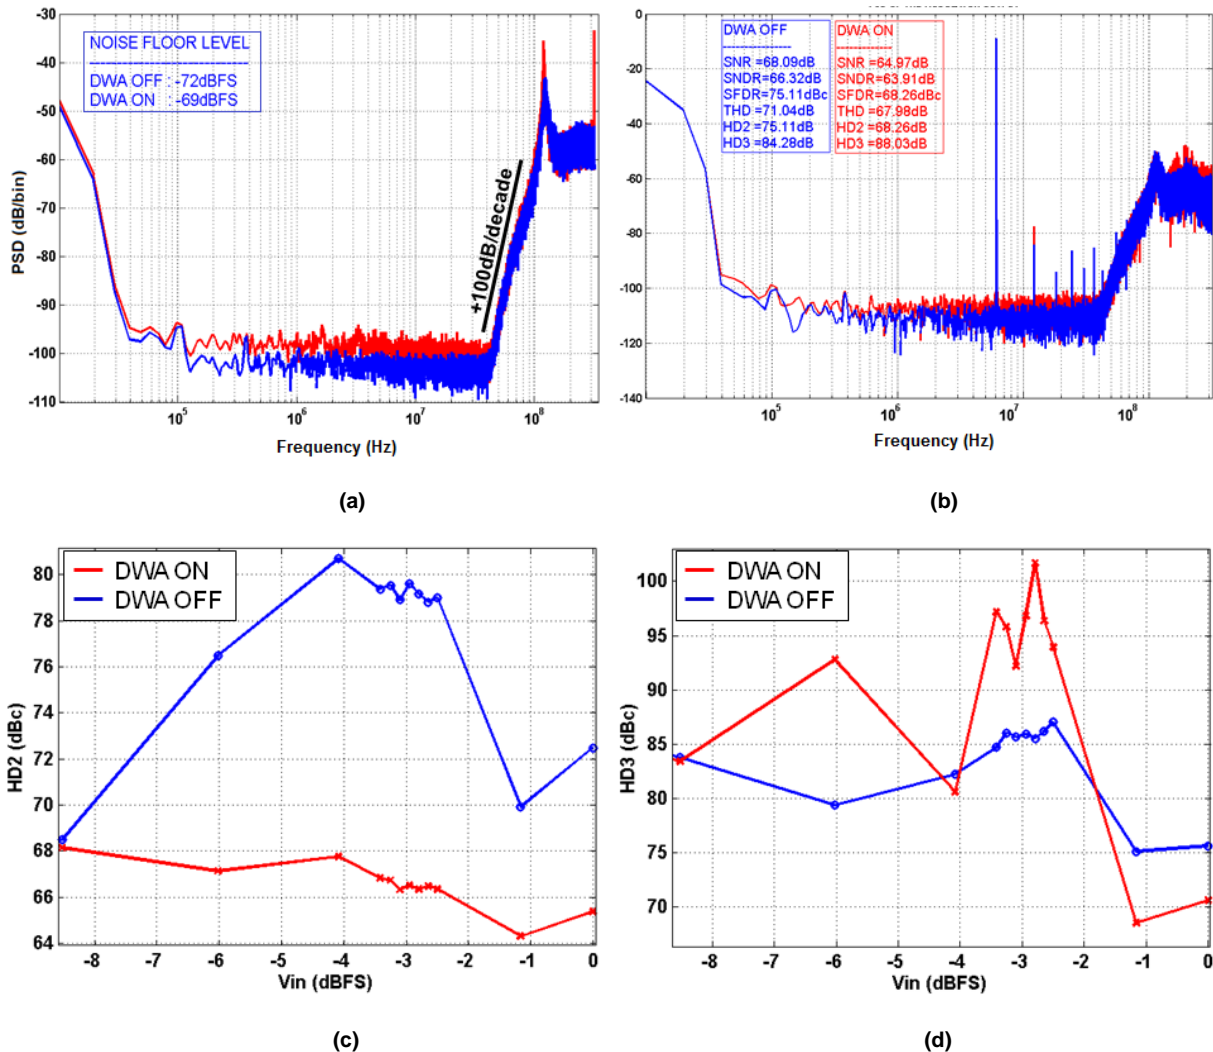 NOISE FLOOR LEVEL
DWA OFF : -72dBFS
DWA ON : -69dBFS
+100dB/decade
PSD (dB/bin)
-30
-40
-50
-60
-70
-80
-90
-100
-110
10^5
10^6
10^7
10^8
Frequency (Hz)
(a)
DWA OFF
---------------
SNR =68.09dB
SNDR=66.32dB
SFDR=75.11dBc
THD =71.04dB
HD2 =75.11dB
HD3 =84.28dB
DWA ON
------------
SNR =64.97dB
SNDR=63.91dB
SFDR=68.26dBc
THD =67.98dB
HD2 =68.26dB
HD3 =88.03dB
0
-20
-40
-60
-80
-100
-120
-140
10^5
10^6
10^7
10^8
Frequency (Hz)
(b)
DWA ON
DWA OFF
HD2 (dBc)
80
78
76
74
72
70
68
66
64
-8 -7 -6 -5 -4 -3 -2 -1 0
Vin (dBFS)
(c)
DWA ON
DWA OFF
HD3 (dBc)
100
95
90
85
80
75
70
-8 -7 -6 -5 -4 -3 -2 -1 0
Vin (dBFS)
(d)